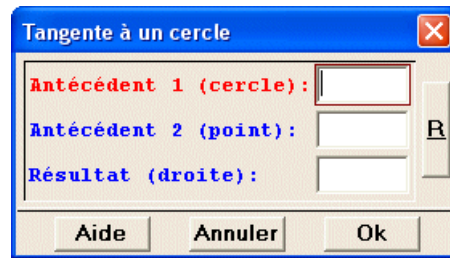 Tangente à un cercle
Antécédent 1 (cercle):
Antécédent 2 (point):
R
Résultat (droite):
Aide Annuler Ok